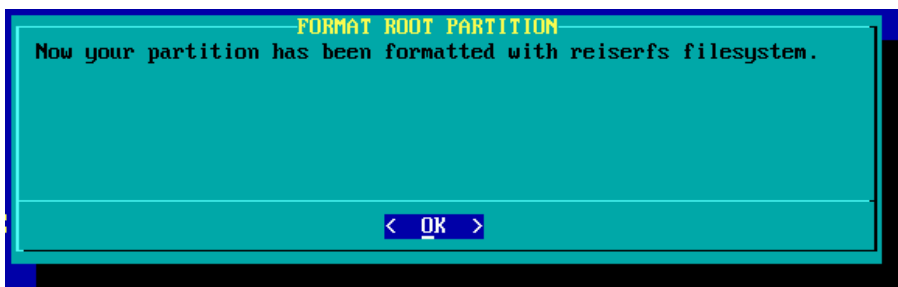 FORMAT ROOT PARTITION
Now your partition has been formatted with reiserfs filesystem.
< OK >